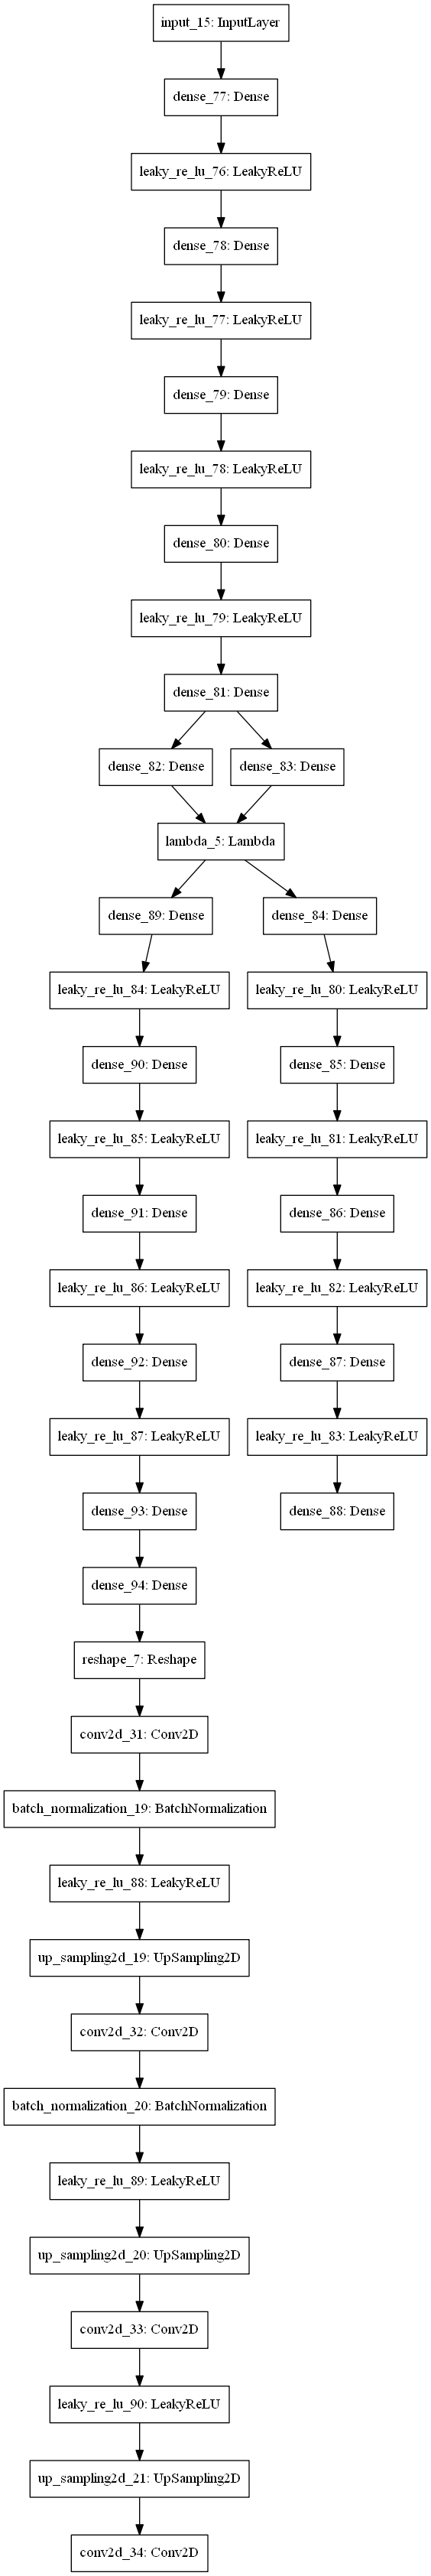 input_15: InputLayer
dense_77: Dense
leaky_re_lu_76: LeakyReLU
dense_78: Dense
leaky_re_lu_77: LeakyReLU
dense_79: Dense
leaky_re_lu_78: LeakyReLU
dense_80: Dense
leaky_re_lu_79: LeakyReLU
dense_81: Dense
dense_82: Dense
dense_83: Dense
lambda_5: Lambda
dense_89: Dense
dense_84: Dense
leaky_re_lu_84: LeakyReLU
leaky_re_lu_80: LeakyReLU
dense_90: Dense
dense_85: Dense
leaky_re_lu_85: LeakyReLU
leaky_re_lu_81: LeakyReLU
dense_91: Dense
dense_86: Dense
leaky_re_lu_86: LeakyReLU
leaky_re_lu_82: LeakyReLU
dense_92: Dense
dense_87: Dense
leaky_re_lu_87: LeakyReLU
leaky_re_lu_83: LeakyReLU
dense_93: Dense
dense_88: Dense
dense_94: Dense
reshape_7: Reshape
conv2d_31: Conv2D
batch_normalization_19: BatchNormalization
leaky_re_lu_88: LeakyReLU
up_sampling2d_19: UpSampling2D
conv2d_32: Conv2D
batch_normalization_20: BatchNormalization
leaky_re_lu_89: LeakyReLU
up_sampling2d_20: UpSampling2D
conv2d_33: Conv2D
leaky_re_lu_90: LeakyReLU
up_sampling2d_21: UpSampling2D
conv2d_34: Conv2D